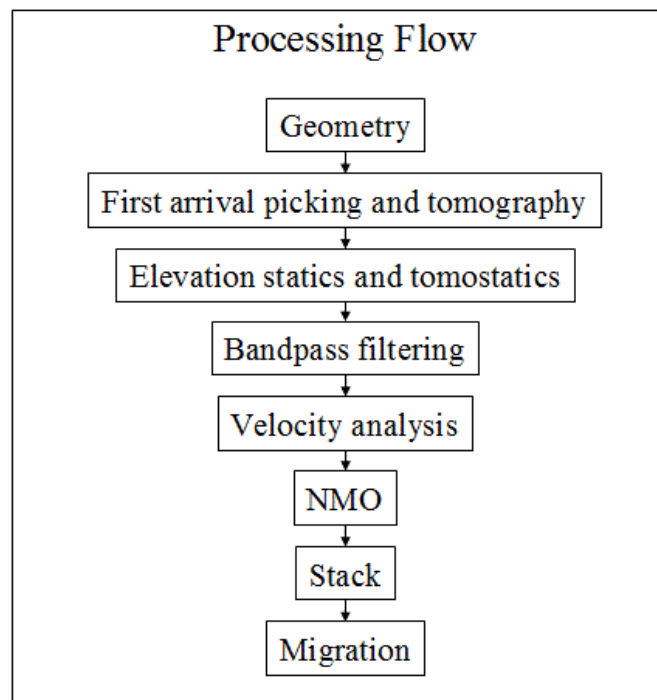 Processing Flow
Geometry
First arrival picking and tomography
Elevation statics and tomostatics
Bandpass filtering
Velocity analysis
NMO
Stack
Migration